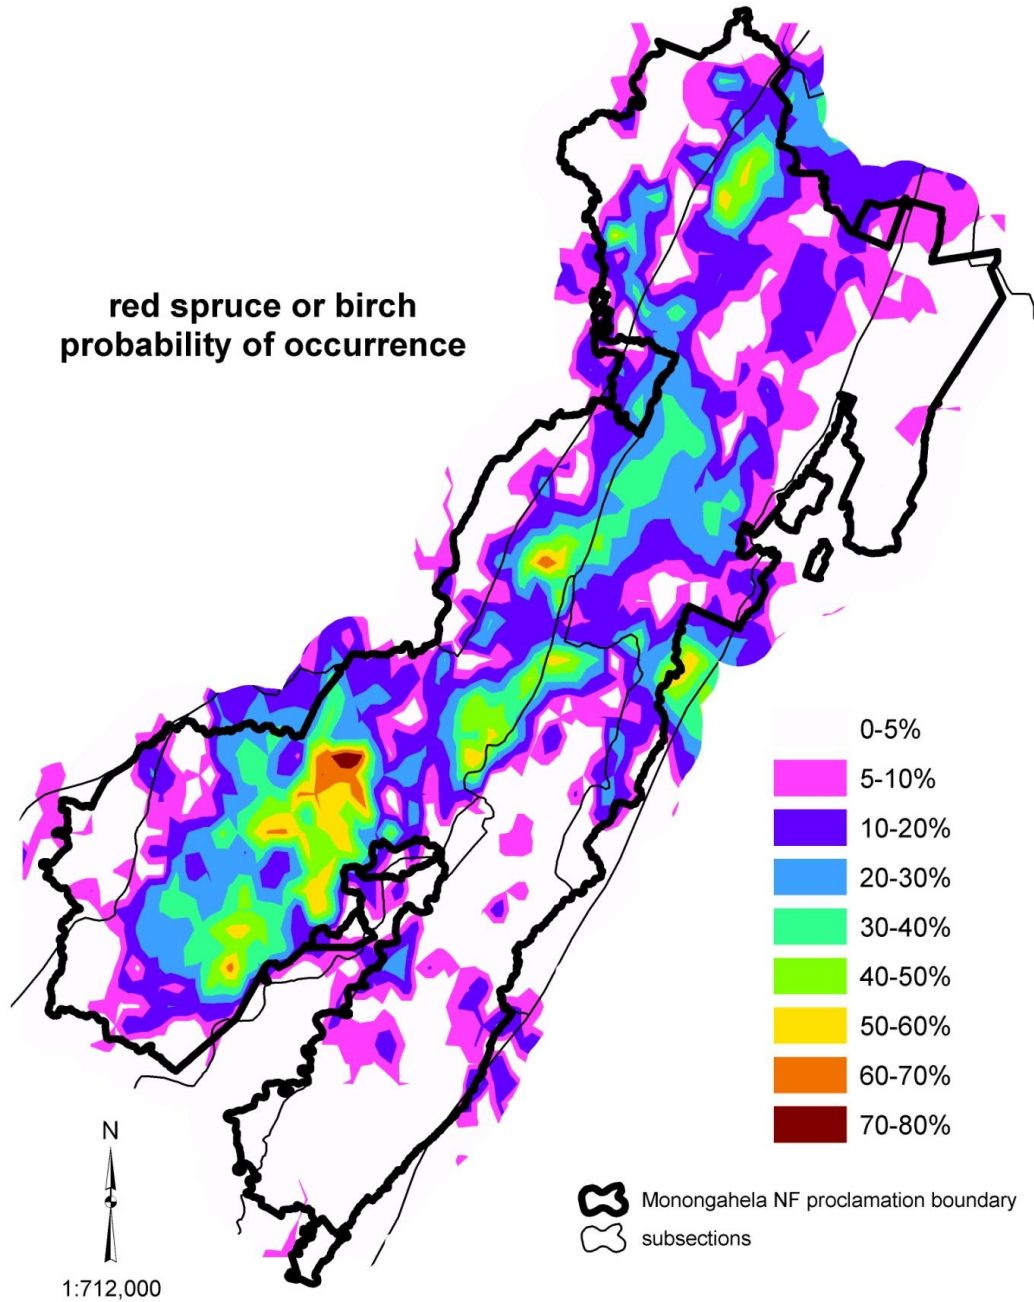 red spruce or birch
probability of occurrence
0-5%
5-10%
10-20%
20-30%
30-40%
40-50%
50-60%
60-70%
70-80%
N
1:712,000
Monongahela NF proclamation boundary
subsections